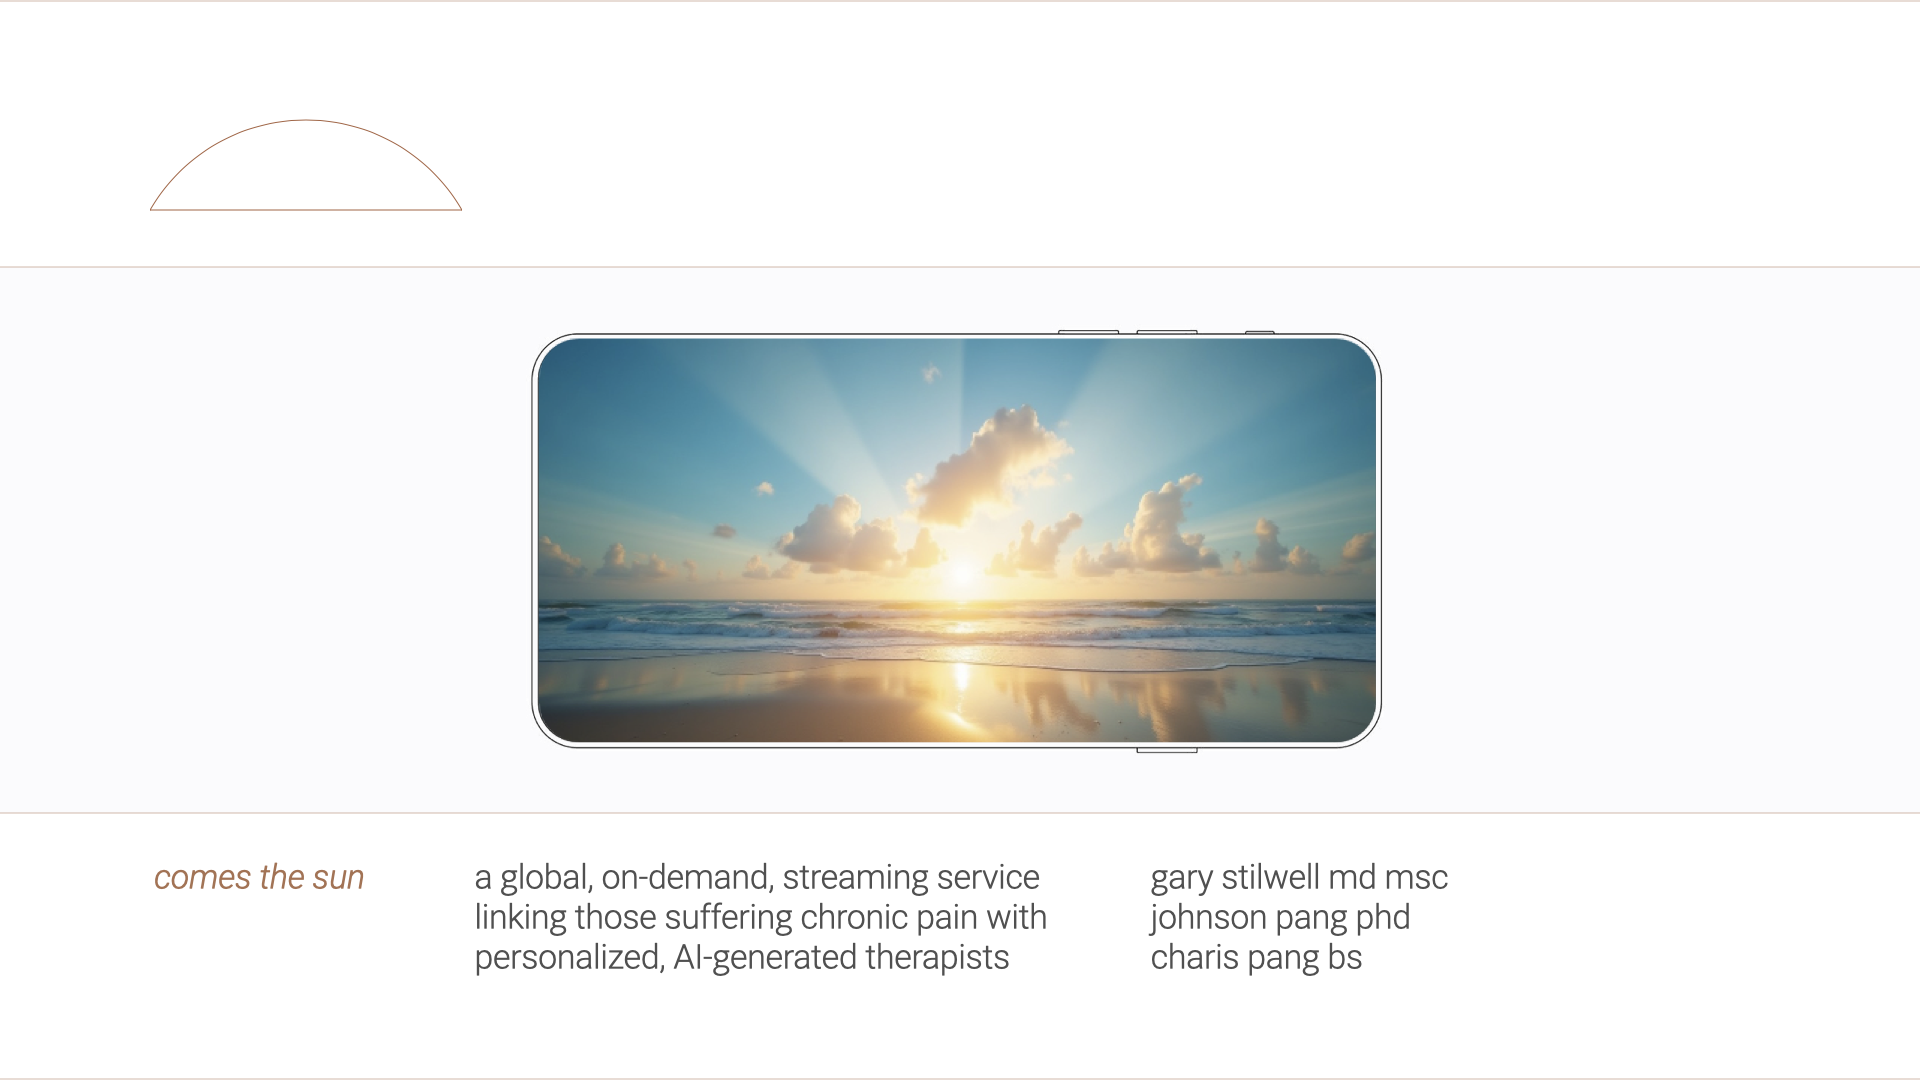 comes the sun
a global, on-demand, streaming service
linking those suffering chronic pain with
personalized, AI-generated therapists
gary stilwell md msc
johnson pang phd
charis pang bs